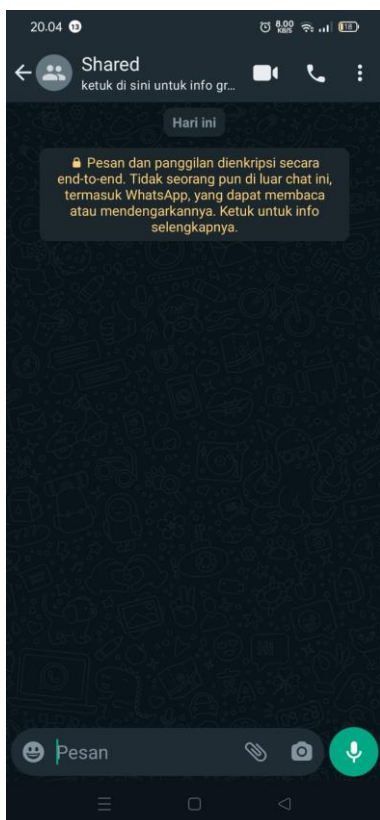 20.04 13 8.00 KB/S 18
Shared
ketuk di sini untuk info gr...
Hari ini
Pesan dan panggilan dienkripsi secara
end-to-end. Tidak seorang pun di luar chat ini,
termasuk WhatsApp, yang dapat membaca
atau mendengarkannya. Ketuk untuk info
selengkapnya.
Pesan